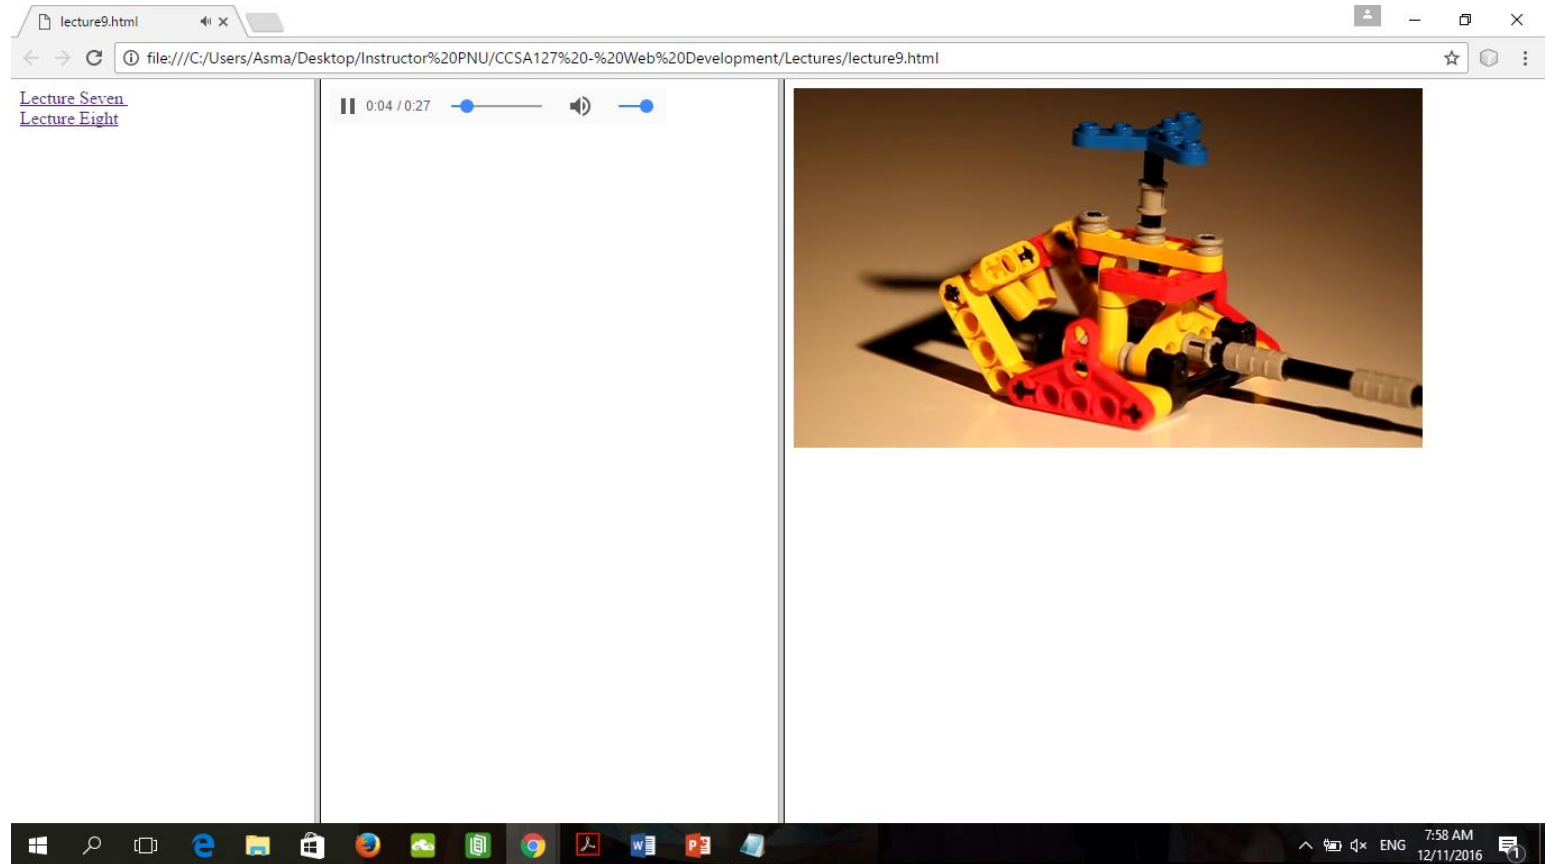 lecture9.html
file:///C:/Users/Asma/Desktop/Instructor%20PNU/CCSA127%20-%20Web%20Development/Lectures/lecture9.html
Lecture Seven
Lecture Eight
0:04 / 0:27
ENG
7:58 AM
12/11/2016
1